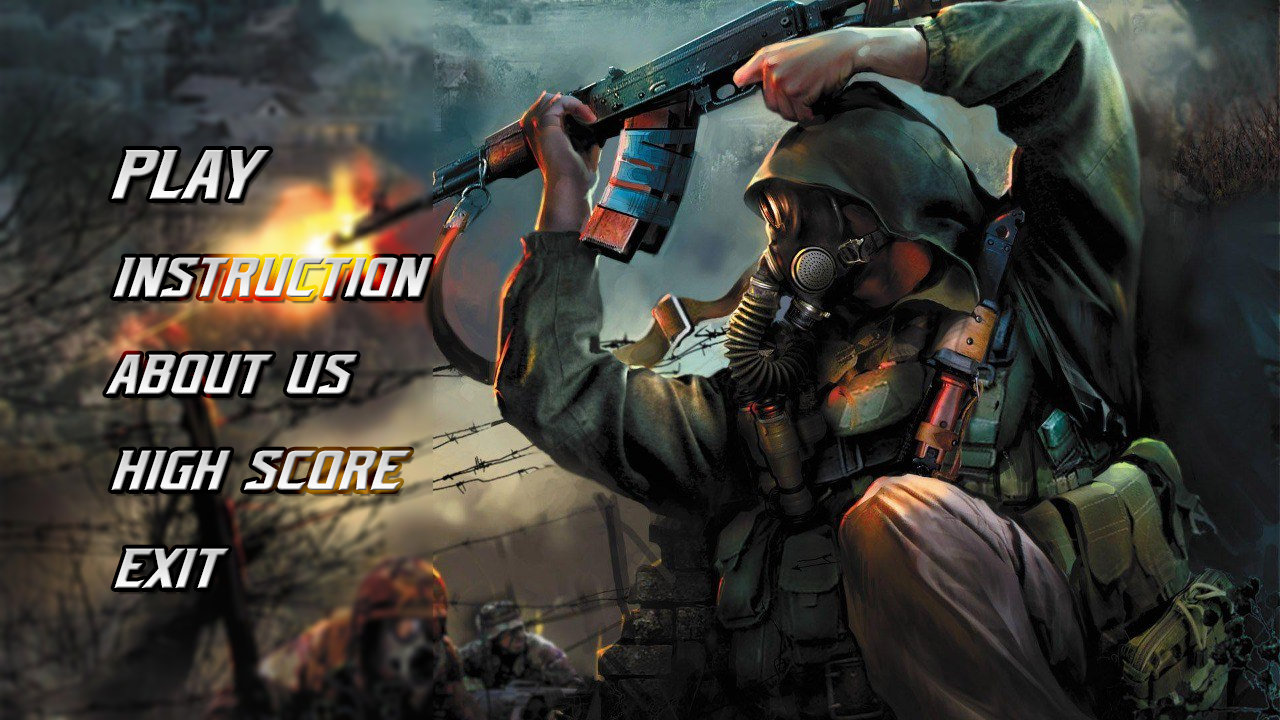 PLAY
INSTRUCTION
ABOUT US
HIGH SCORE
EXIT